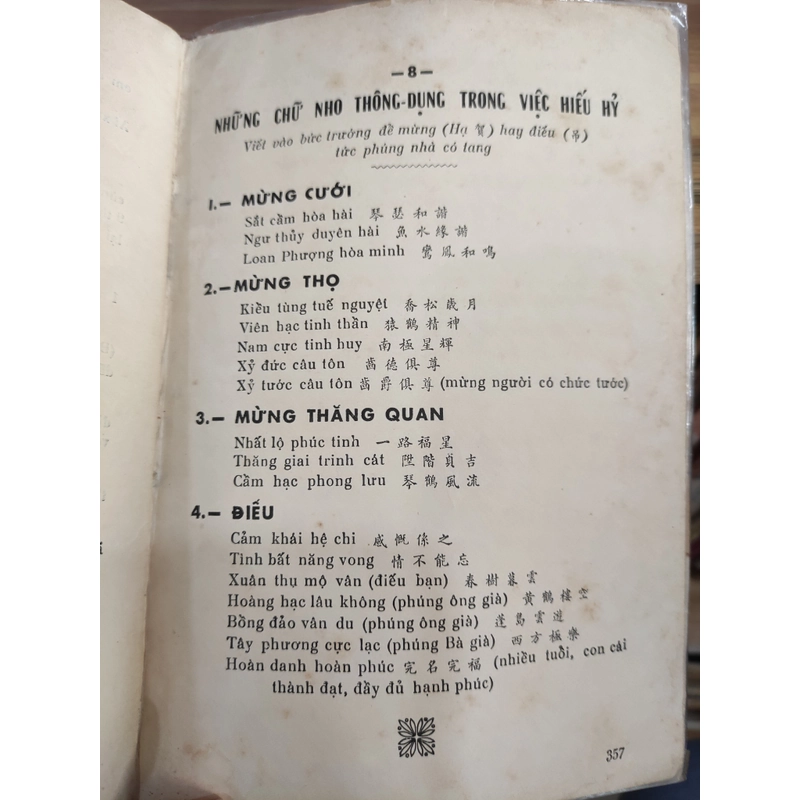 —8—
NHỮNG CHỮ NHO THÔNG-DỤNG TRONG VIỆC HIẾU HỶ
Viết vào bức trướng để mừng (Hạ 賀) hay điếu (弔)
tức phúng nhà có tang
1.— MỪNG CƯỚI
Sắt cầm hòa hài 琴瑟和諧
Ngư thủy duyên hài 魚水緣諧
Loan Phượng hòa minh 鸞鳳和鳴
2.— MỪNG THỌ
Kiều tùng tuế nguyệt 喬松歲月
Viên hạc tinh thần 猿鶴精神
Nam cực tinh huy 南極星輝
Xỷ đức câu tôn 齒德俱尊
Xỷ tước câu tôn 齒爵俱尊 (mừng người có chức tước)
3.— MỪNG THĂNG QUAN
Nhất lộ phúc tinh 一路福星
Thăng giai trinh cát 陞階貞吉
Cầm hạc phong lưu 琴鶴風流
4.— ĐIẾU
Cảm khái hệ chi 感慨係之
Tình bất năng vong 情不能忘
Xuân thụ mộ vân (điếu bạn) 春樹暮雲
Hoàng hạc lâu không (phúng ông già) 黃鶴樓空
Bồng đảo vân du (phúng ông già) 蓬島雲遊
Tây phương cực lạc (phúng Bà già) 西方極樂
Hoàn danh hoàn phúc 完名完福 (nhiều tuổi, con cái
thành đạt, đầy đủ hạnh phúc)
357